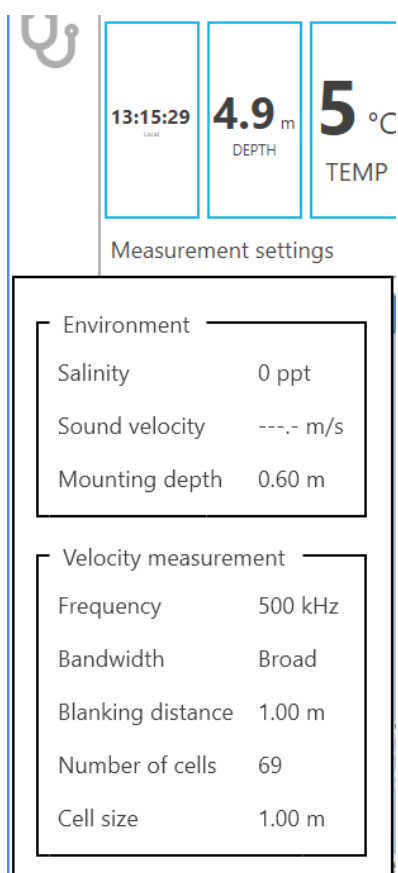 13:15:29 4.9 m 5 °C
Local DEPTH TEMP
Measurement settings
Environment
Salinity 0 ppt
Sound velocity ---.- m/s
Mounting depth 0.60 m
Velocity measurement
Frequency 500 kHz
Bandwidth Broad
Blanking distance 1.00 m
Number of cells 69
Cell size 1.00 m